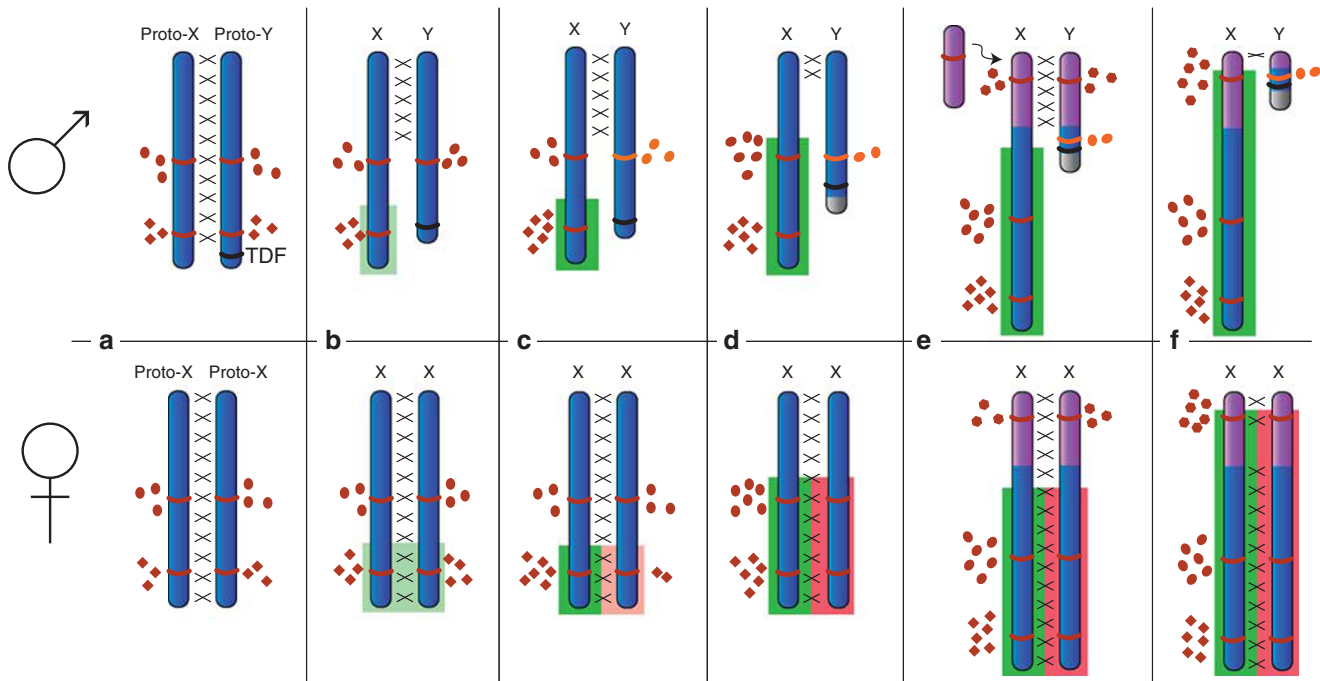 Proto-X Proto-Y
X Y
X Y
X Y
X Y
X Y
TDF
a b c d e f
Proto-X Proto-X
X X
X X
X X
X X
X X